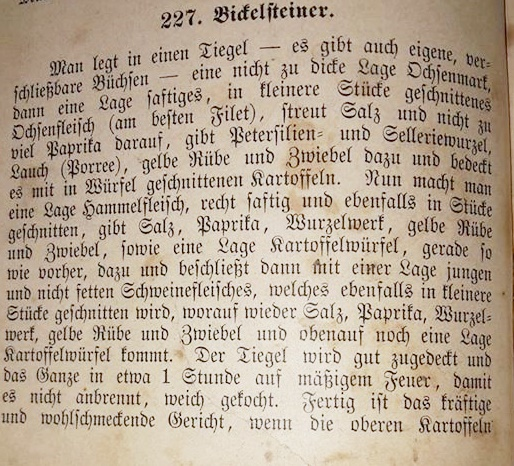 227. Bickelsteiner.
Man legt in einen Tiegel — es gibt auch eigene, ver-
schließbare Büchsen — eine nicht zu dicke Lage Ochsenmark,
dann eine Lage saftiges, in kleinere Stücke geschnittenes
Ochsenfleisch (am besten Filet), streut Salz und nicht zu
viel Paprika darauf, gibt Petersilien- und Selleriewurzel,
Lauch (Porree), gelbe Rübe und Zwiebel dazu und bedeckt
es mit in Würfel geschnittenen Kartoffeln. Nun macht man
eine Lage Hammelfleisch, recht saftig und ebenfalls in Stücke
geschnitten, gibt Salz, Paprika, Wurzelwerk, gelbe Rübe
und Zwiebel, sowie eine Lage Kartoffelwürfel, gerade so
wie vorher, dazu und beschließt dann mit einer Lage jungen
und nicht fetten Schweinefleisches, welches ebenfalls in kleinere
Stücke geschnitten wird, worauf wieder Salz, Paprika, Wurzel-
werk, gelbe Rübe und Zwiebel und obenauf noch eine Lage
Kartoffelwürfel kommt. Der Tiegel wird gut zugedeckt und
das Ganze in etwa 1 Stunde auf mäßigem Feuer, damit
es nicht anbrennt, weich gekocht. Fertig ist das kräftige
und wohlschmeckende Gericht, wenn die oberen Kartoffeln